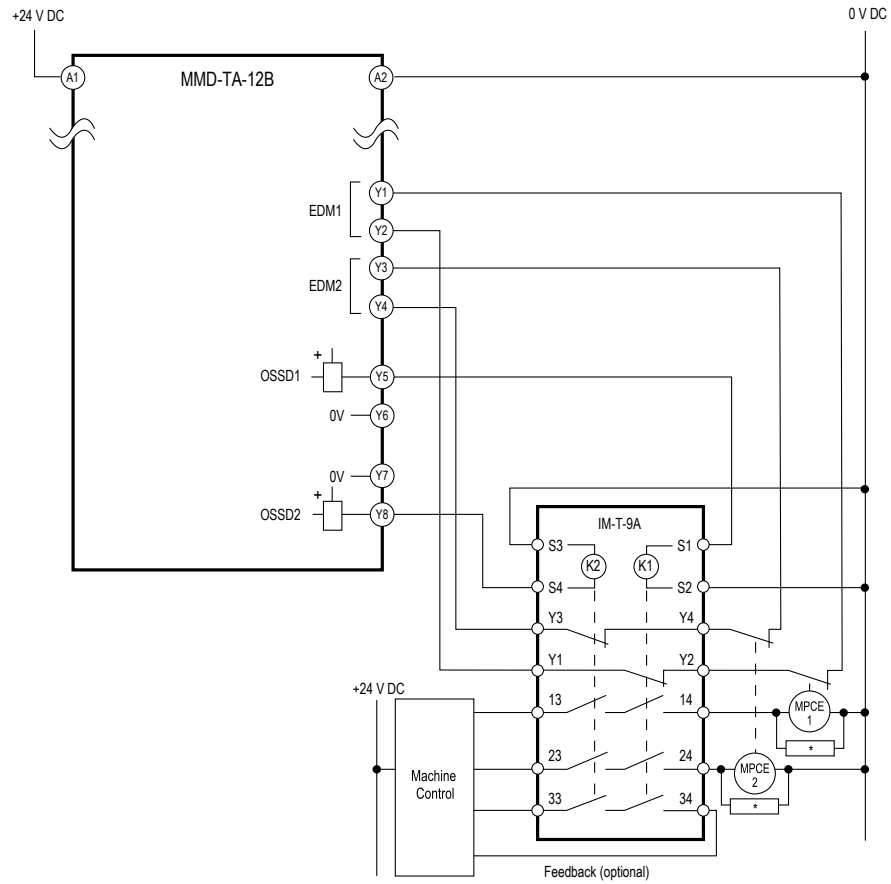 +24 V DC
0 V DC
A1
MMD-TA-12B
A2
Y1
EDM1
Y2
Y3
EDM2
Y4
+
OSSD1
Y5
0V
Y6
0V
Y7
+
OSSD2
Y8
IM-T-9A
S3
K2
K1
S1
S4
S2
Y3
Y4
Y1
Y2
+24 V DC
13
14
MPCE
1
*
23
24
MPCE
2
*
Machine
Control
33
34
Feedback (optional)